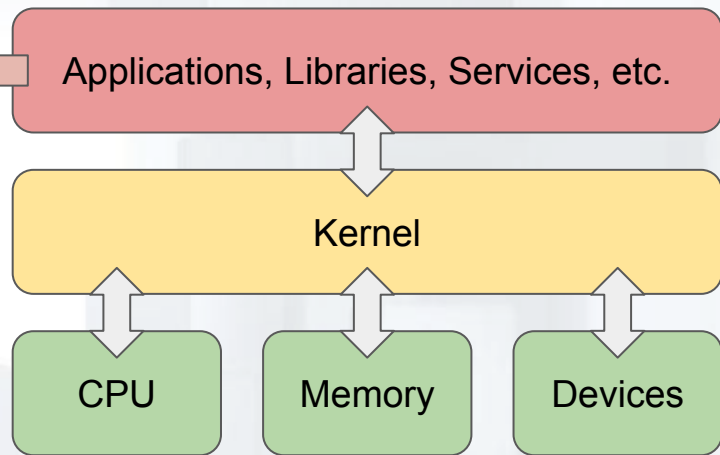 Applications, Libraries, Services, etc.
Kernel
CPU
Memory
Devices